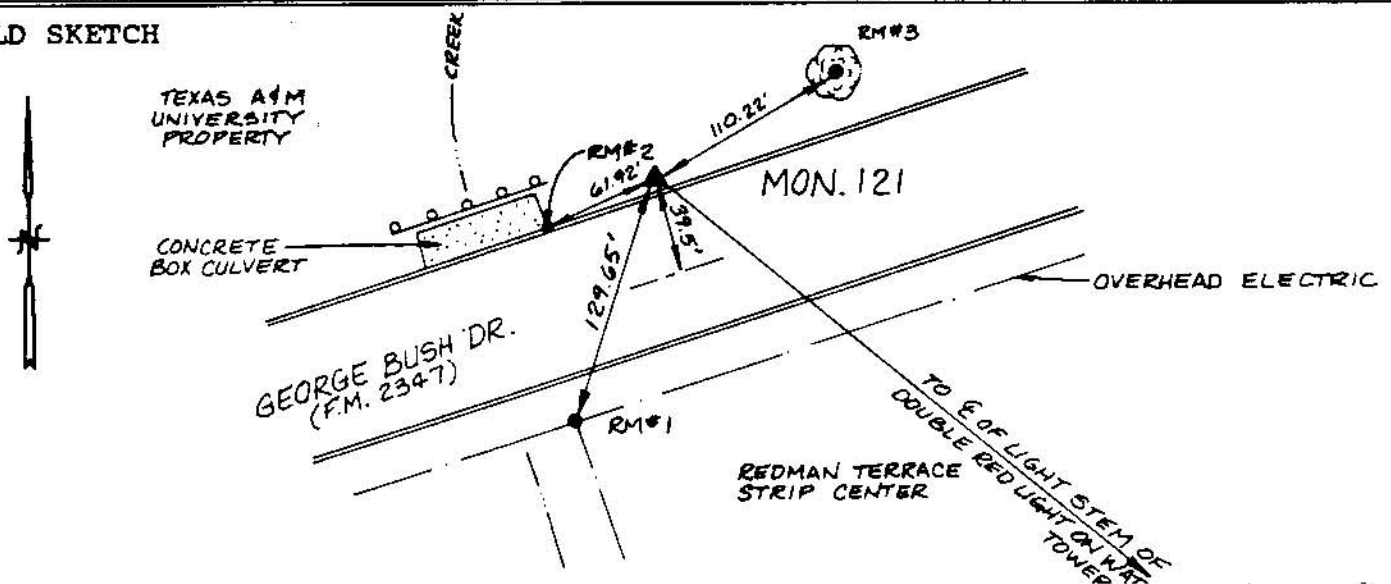 LD SKETCH
CREEK
RM#3
TEXAS A&M
UNIVERSITY
PROPERTY
110.22'
RM#2
61.92'
MON. 121
39.5'
N
CONCRETE
BOX CULVERT
129.65'
OVERHEAD ELECTRIC
GEORGE BUSH DR.
(F.M. 2347)
RM#1
TO ℄ OF LIGHT STEM OF
DOUBLE RED LIGHT ON WAT
TOWER
REDMAN TERRACE
STRIP CENTER